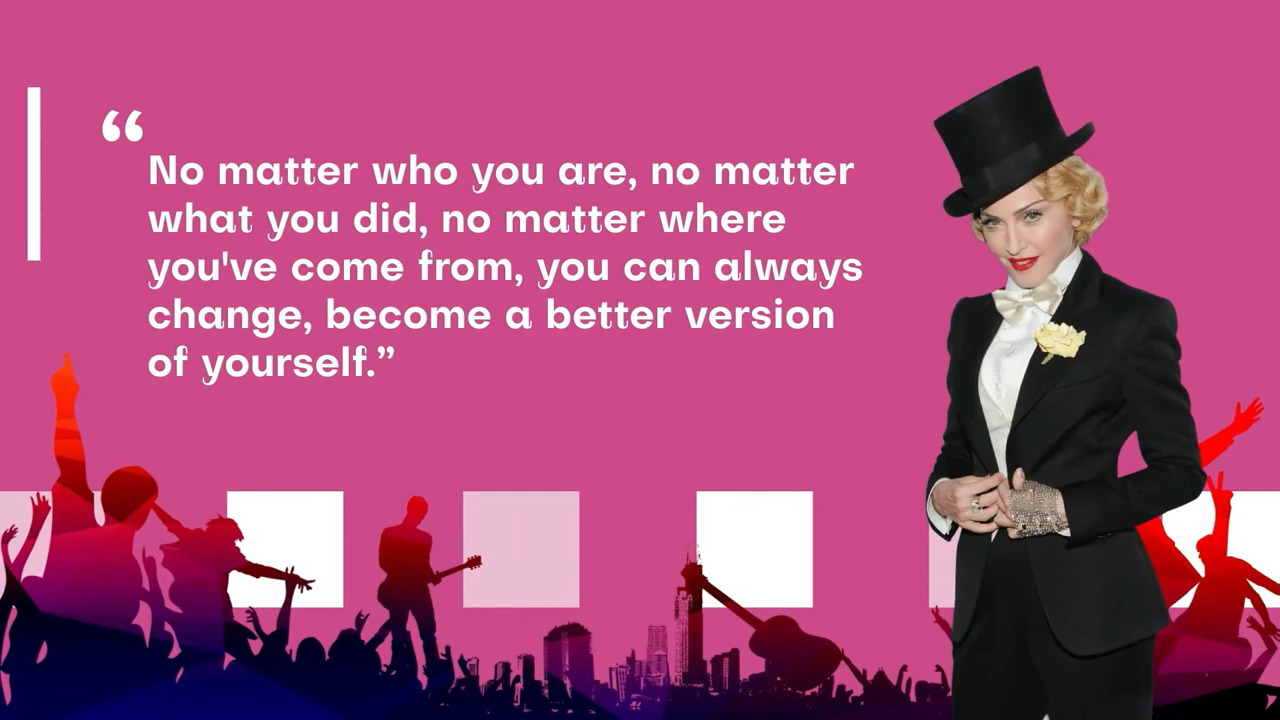 “No matter who you are, no matter
what you did, no matter where
you've come from, you can always
change, become a better version
of yourself.”